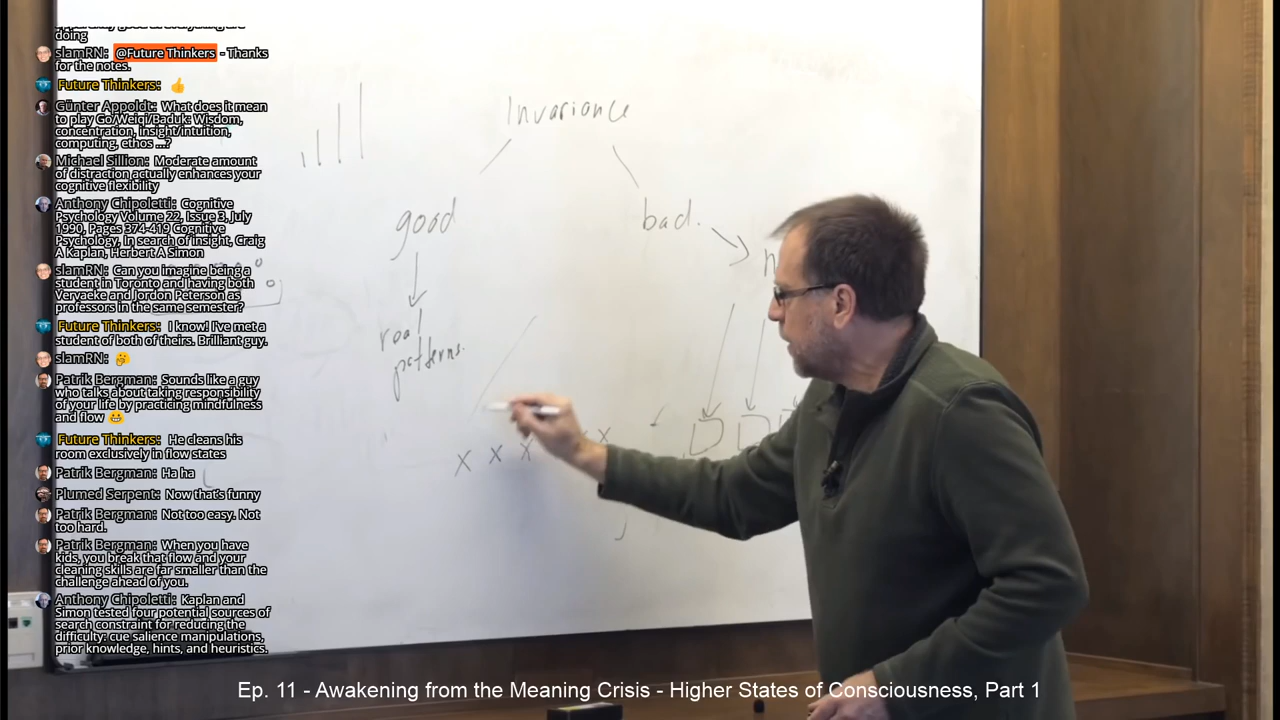 doing
slamRN: @Future Thinkers - Thanks
for the notes.
Future Thinkers: 👍
Günter Appoldt: What does it mean
to play Go/Weiqi/Baduk: Wisdom,
concentration, insight/intuition,
computing, ethos ...?
Michael Sillion: Moderate amount
of distraction actually enhances your
cognitive flexibility
Anthony Chipoletti: Cognitive
Psychology Volume 22, Issue 3, July
1990, Pages 374-419 Cognitive
Psychology, In search of insight, Craig
A Kaplan, Herbert A Simon
slamRN: Can you imagine being a
student in Toronto and having both
Vervaeke and Jordon Peterson as
professors in the same semester?
Future Thinkers: I know! I've met a
student of both of theirs. Brilliant guy.
slamRN: 🤔
Patrik Bergman: Sounds like a guy
who talks about taking responsibility
of your life by practicing mindfulness
and flow 😀
Future Thinkers: He cleans his
room exclusively in flow states
Patrik Bergman: Ha ha
Plumed Serpent: Now that's funny
Patrik Bergman: Not too easy. Not
too hard.
Patrik Bergman: When you have
kids, you break that flow and your
cleaning skills are far smaller than the
challenge ahead of you.
Anthony Chipoletti: Kaplan and
Simon tested four potential sources of
search constraint for reducing the
difficulty: cue salience manipulations,
prior knowledge, hints, and heuristics.
Invariance
good
bad.
real
patterns.
x x x x
Ep. 11 - Awakening from the Meaning Crisis - Higher States of Consciousness, Part 1